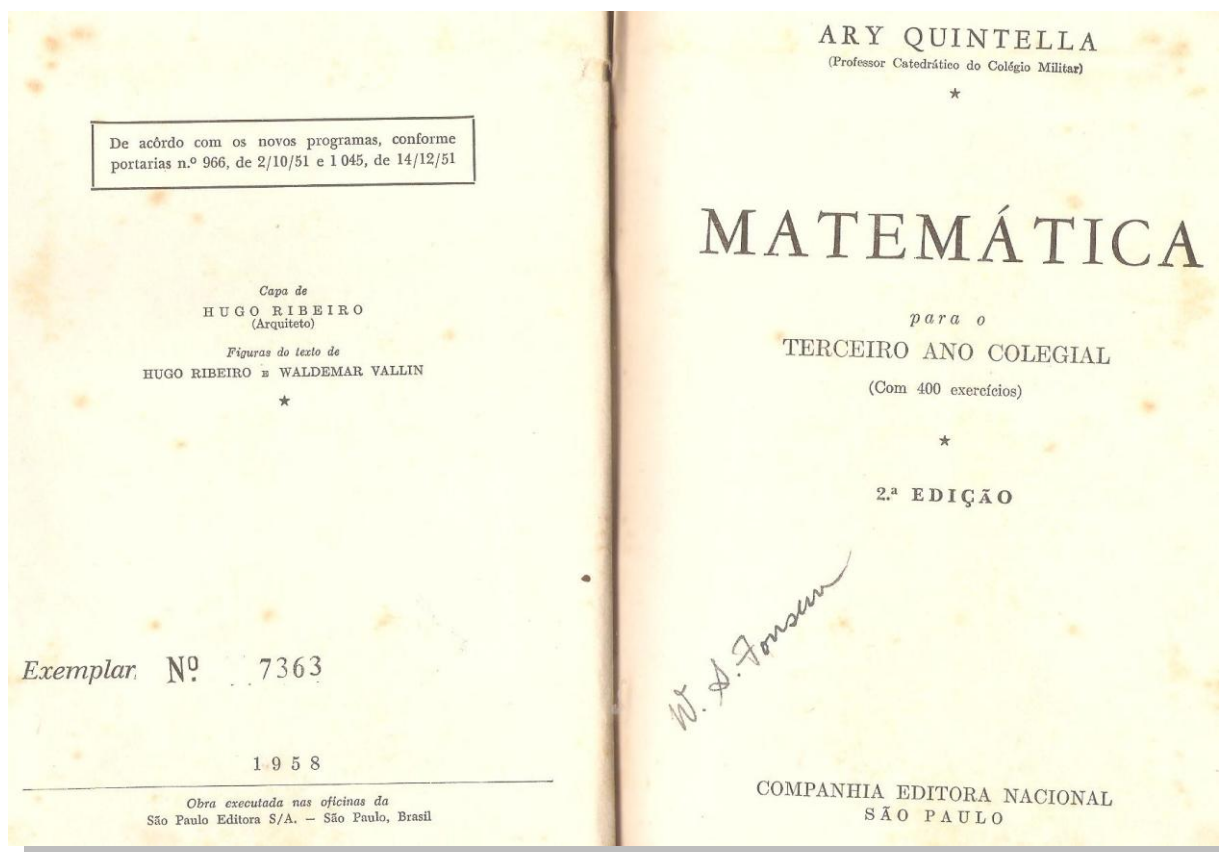 De acôrdo com os novos programas, conforme
portarias n.º 966, de 2/10/51 e 1 045, de 14/12/51
Capa de
HUGO RIBEIRO
(Arquiteto)
Figuras do texto de
HUGO RIBEIRO E WALDEMAR VALLIN
★
Exemplar Nº 7363
1958
Obra executada nas oficinas da
São Paulo Editora S/A. — São Paulo, Brasil
ARY QUINTELLA
(Professor Catedrático do Colégio Militar)
★
MATEMÁTICA
para o
TERCEIRO ANO COLEGIAL
(Com 400 exercícios)
★
2.ª EDIÇÃO
W. S. Fonseca
COMPANHIA EDITORA NACIONAL
SÃO PAULO